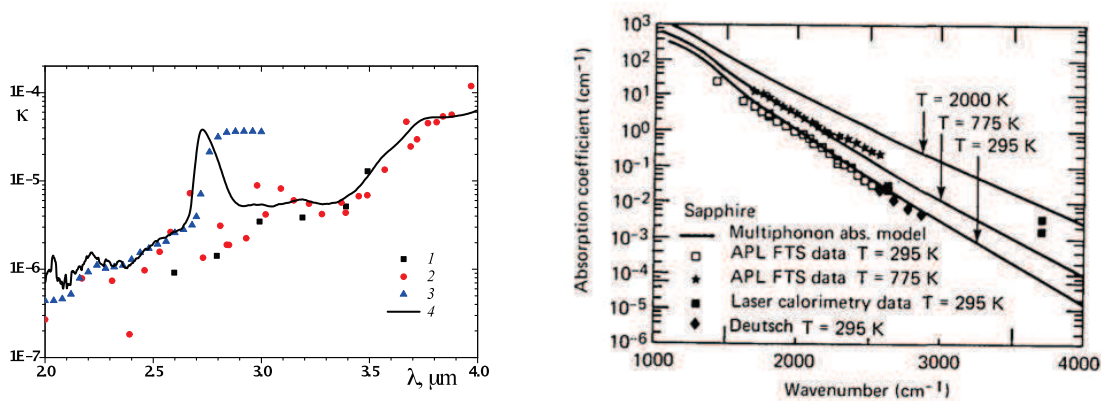 1E-4
κ
1E-5
1E-6
1E-7
2.0
2.5
3.0
3.5
4.0
λ, μm
1
2
3
4
Absorption coefficient (cm⁻¹)
10³
10²
10¹
10⁰
10⁻¹
10⁻²
10⁻³
10⁻⁴
10⁻⁵
10⁻⁶
T = 2000 K
T = 775 K
T = 295 K
Sapphire
Multiphonon abs. model
APL FTS data T = 295 K
APL FTS data T = 775 K
Laser calorimetry data T = 295 K
Deutsch T = 295 K
1000
2000
3000
4000
Wavenumber (cm⁻¹)